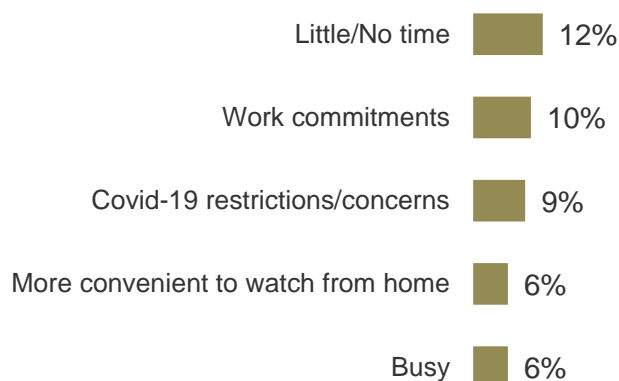 Little/No time 12%
Work commitments 10%
Covid-19 restrictions/concerns 9%
More convenient to watch from home 6%
Busy 6%